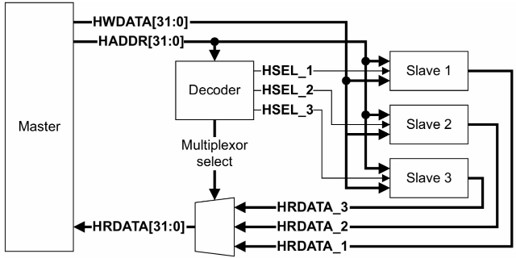 HWDATA[31:0]
HADDR[31:0]
Master
Decoder
HSEL_1
HSEL_2
HSEL_3
Slave 1
Slave 2
Slave 3
Multiplexor
select
HRDATA[31:0]
HRDATA_3
HRDATA_2
HRDATA_1